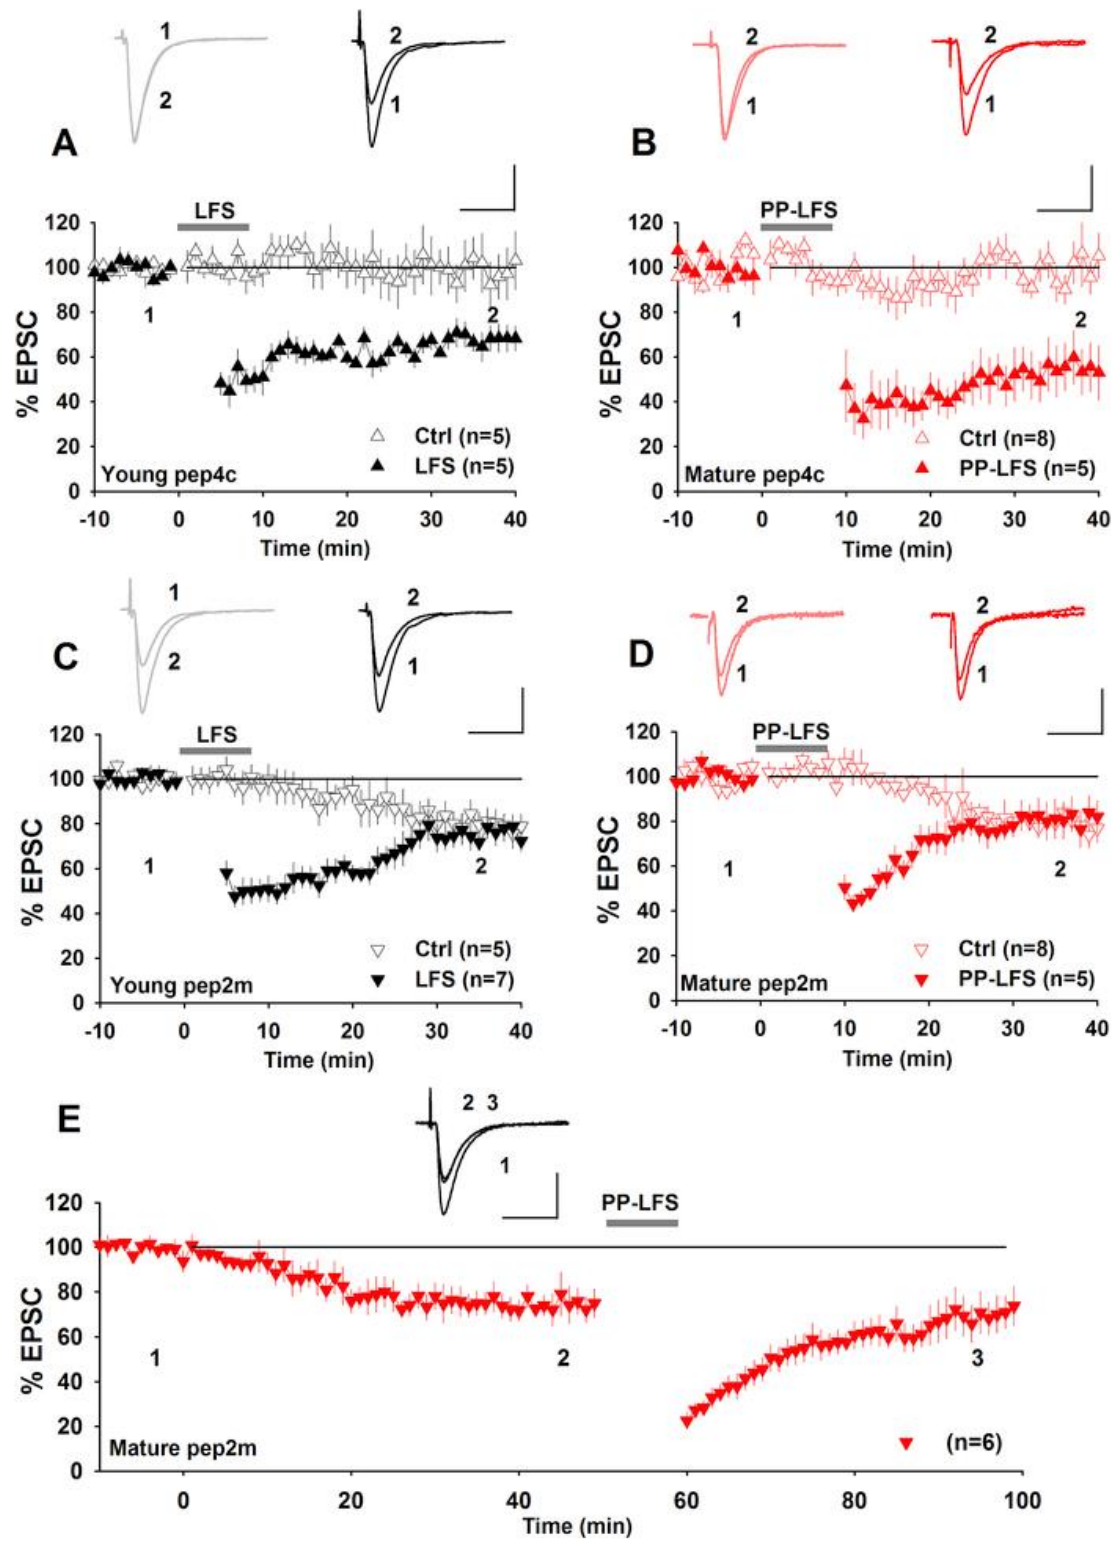 1
2
2
1
A
LFS
120
100
80
60
40
20
0
% EPSC
1
2
Ctrl (n=5)
LFS (n=5)
Young pep4c
-10 0 10 20 30 40
Time (min)
2
1
2
1
B
PP-LFS
120
100
80
60
40
20
0
% EPSC
1
2
Ctrl (n=8)
PP-LFS (n=5)
Mature pep4c
-10 0 10 20 30 40
Time (min)
1
2
2
1
C
LFS
120
100
80
60
40
20
0
% EPSC
1
2
Ctrl (n=5)
LFS (n=7)
Young pep2m
-10 0 10 20 30 40
Time (min)
2
1
2
1
D
PP-LFS
120
100
80
60
40
20
0
% EPSC
1
2
Ctrl (n=8)
PP-LFS (n=5)
Mature pep2m
-10 0 10 20 30 40
Time (min)
E
2 3
1
PP-LFS
120
100
80
60
40
20
0
% EPSC
1
2
3
(n=6)
Mature pep2m
0 20 40 60 80 100
Time (min)